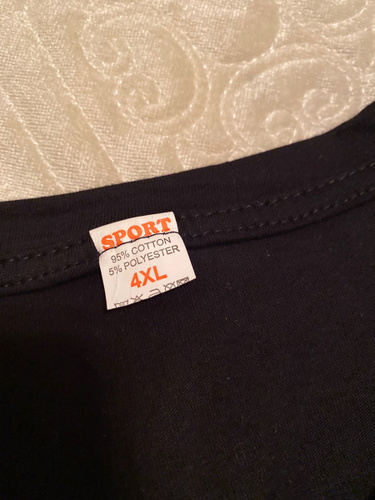 SPORT
95% COTTON
5% POLYESTER
4XL